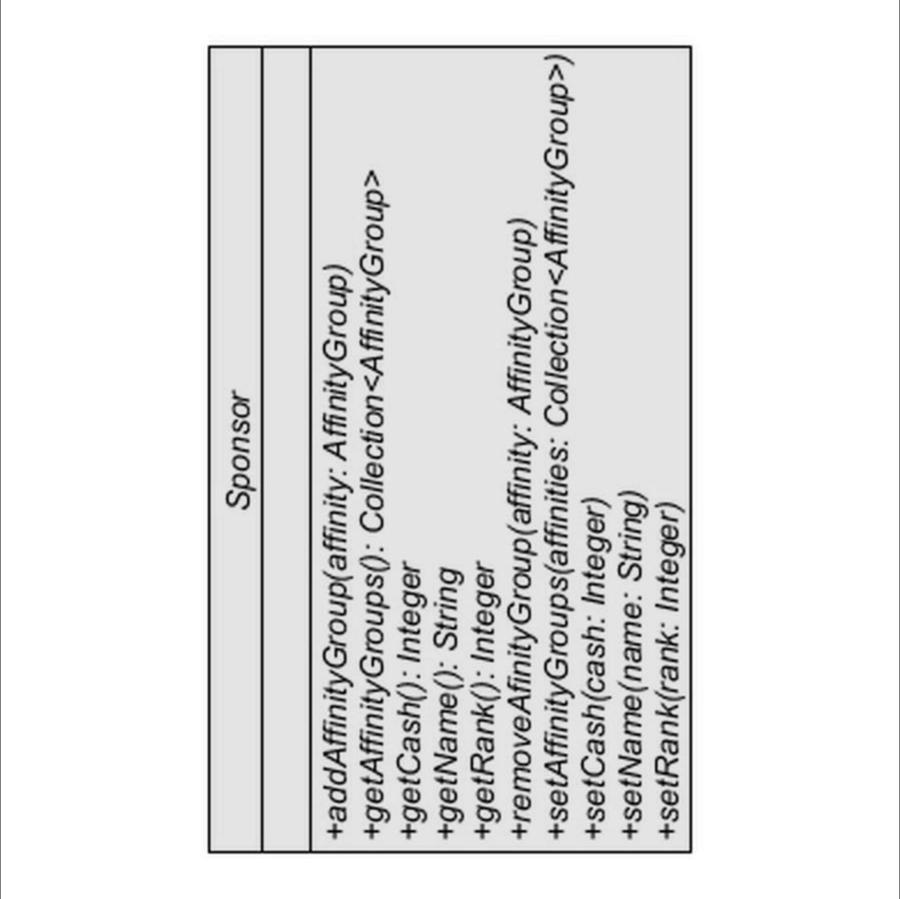 Sponsor
+addAffinityGroup(affinity: AffinityGroup)
+getAffinityGroups(): Collection<AffinityGroup>
+getCash(): Integer
+getName(): String
+getRank(): Integer
+removeAfinityGroup(affinity: AffinityGroup)
+setAffinityGroups(affinities: Collection<AffinityGroup>)
+setCash(cash: Integer)
+setName(name: String)
+setRank(rank: Integer)